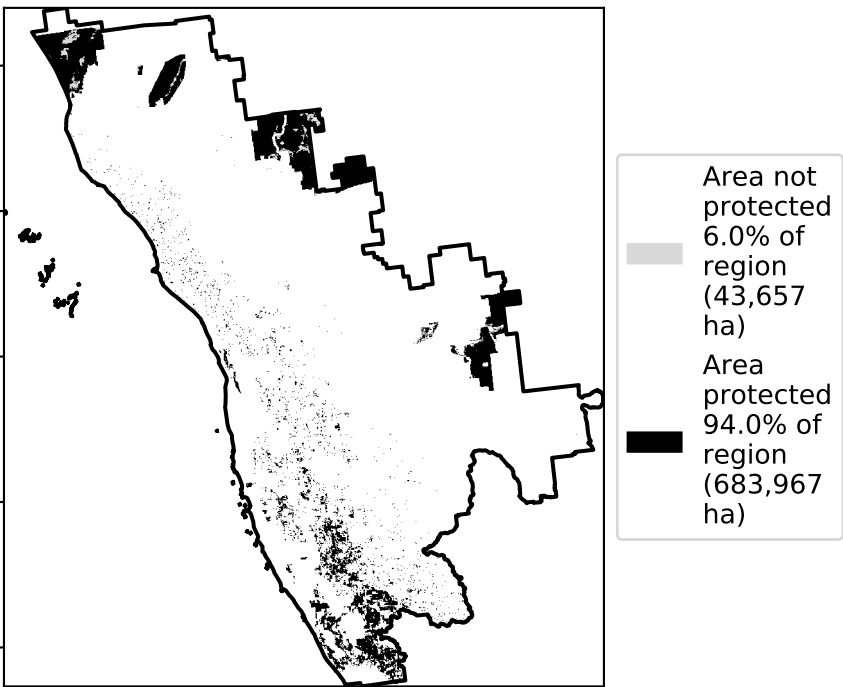 Area not
protected
6.0% of
region
(43,657
ha)
Area
protected
94.0% of
region
(683,967
ha)